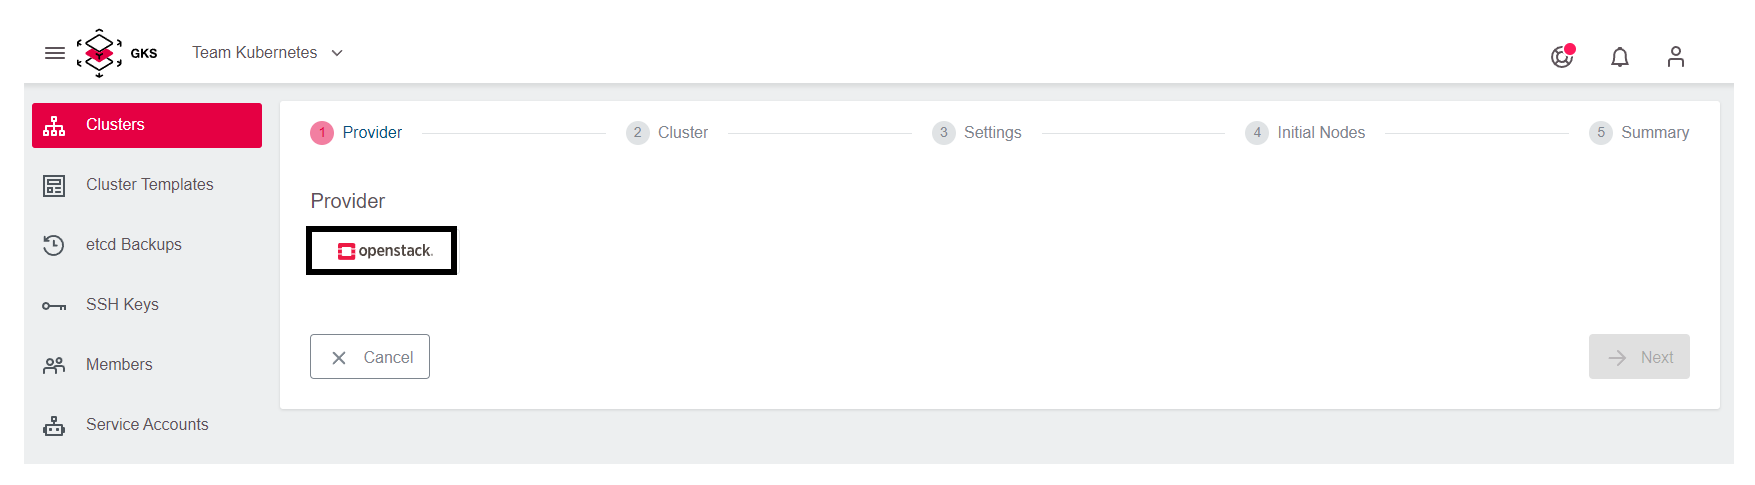 GKS Team Kubernetes
Clusters
Cluster Templates
etcd Backups
SSH Keys
Members
Service Accounts
1 Provider 2 Cluster 3 Settings 4 Initial Nodes 5 Summary
Provider
openstack.
Cancel
Next